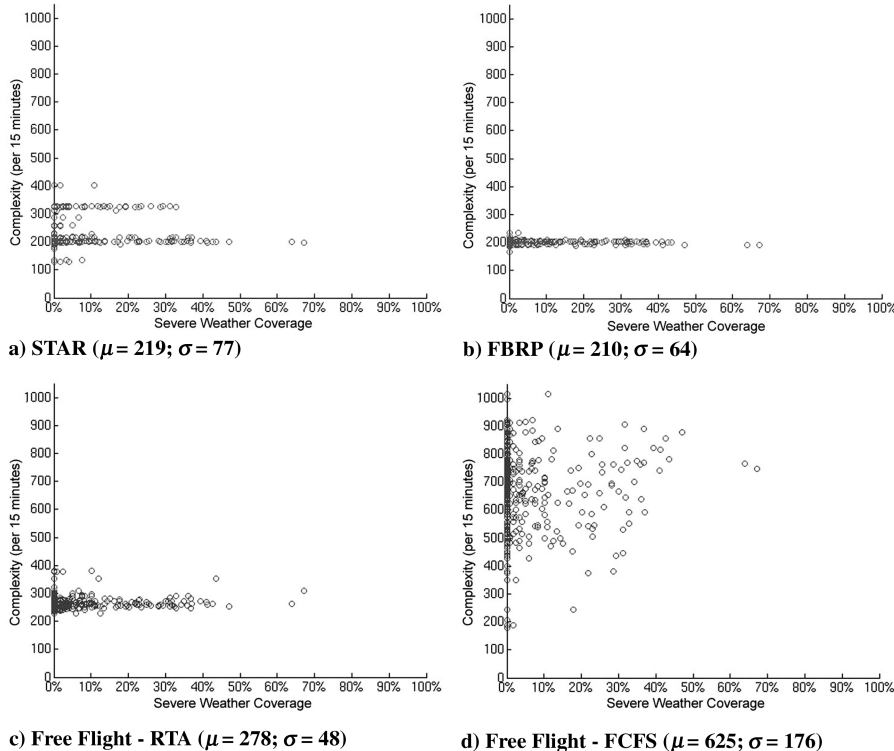 1000
900
800
700
600
500
400
300
200
100
0
Complexity (per 15 minutes)
0% 10% 20% 30% 40% 50% 60% 70% 80% 90% 100%
Severe Weather Coverage
a) STAR (μ = 219; σ = 77)
1000
900
800
700
600
500
400
300
200
100
0
Complexity (per 15 minutes)
0% 10% 20% 30% 40% 50% 60% 70% 80% 90% 100%
Severe Weather Coverage
b) FBRP (μ = 210; σ = 64)
1000
900
800
700
600
500
400
300
200
100
0
Complexity (per 15 minutes)
0% 10% 20% 30% 40% 50% 60% 70% 80% 90% 100%
Severe Weather Coverage
c) Free Flight - RTA (μ = 278; σ = 48)
1000
900
800
700
600
500
400
300
200
100
0
Complexity (per 15 minutes)
0% 10% 20% 30% 40% 50% 60% 70% 80% 90% 100%
Severe Weather Coverage
d) Free Flight - FCFS (μ = 625; σ = 176)